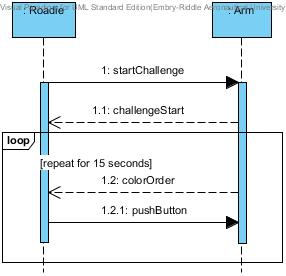 Visual Paradigm for UML Standard Edition(Embry-Riddle Aeronautical University
: Roadie
: Arm
1: startChallenge
1.1: challengeStart
loop
[repeat for 15 seconds]
1.2: colorOrder
1.2.1: pushButton